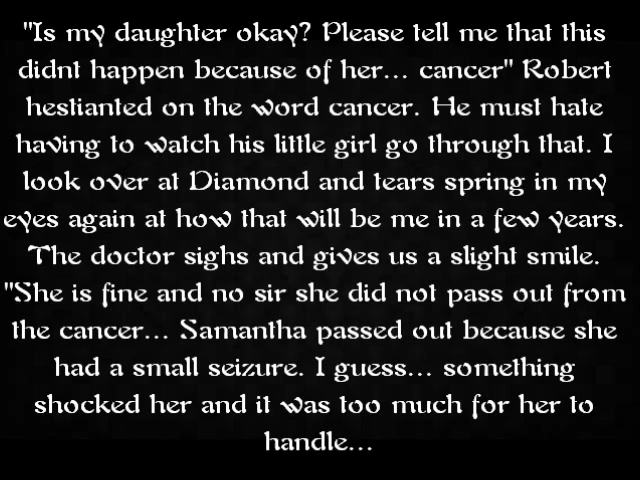 "Is my daughter okay? Please tell me that this
didnt happen because of her... cancer" Robert
hestianted on the word cancer. He must hate
having to watch his little girl go through that. I
look over at Diamond and tears spring in my
eyes again at how that will be me in a few years.
The doctor sighs and gives us a slight smile.
"She is fine and no sir she did not pass out from
the cancer... Samantha passed out because she
had a small seizure. I guess... something
shocked her and it was too much for her to
handle...